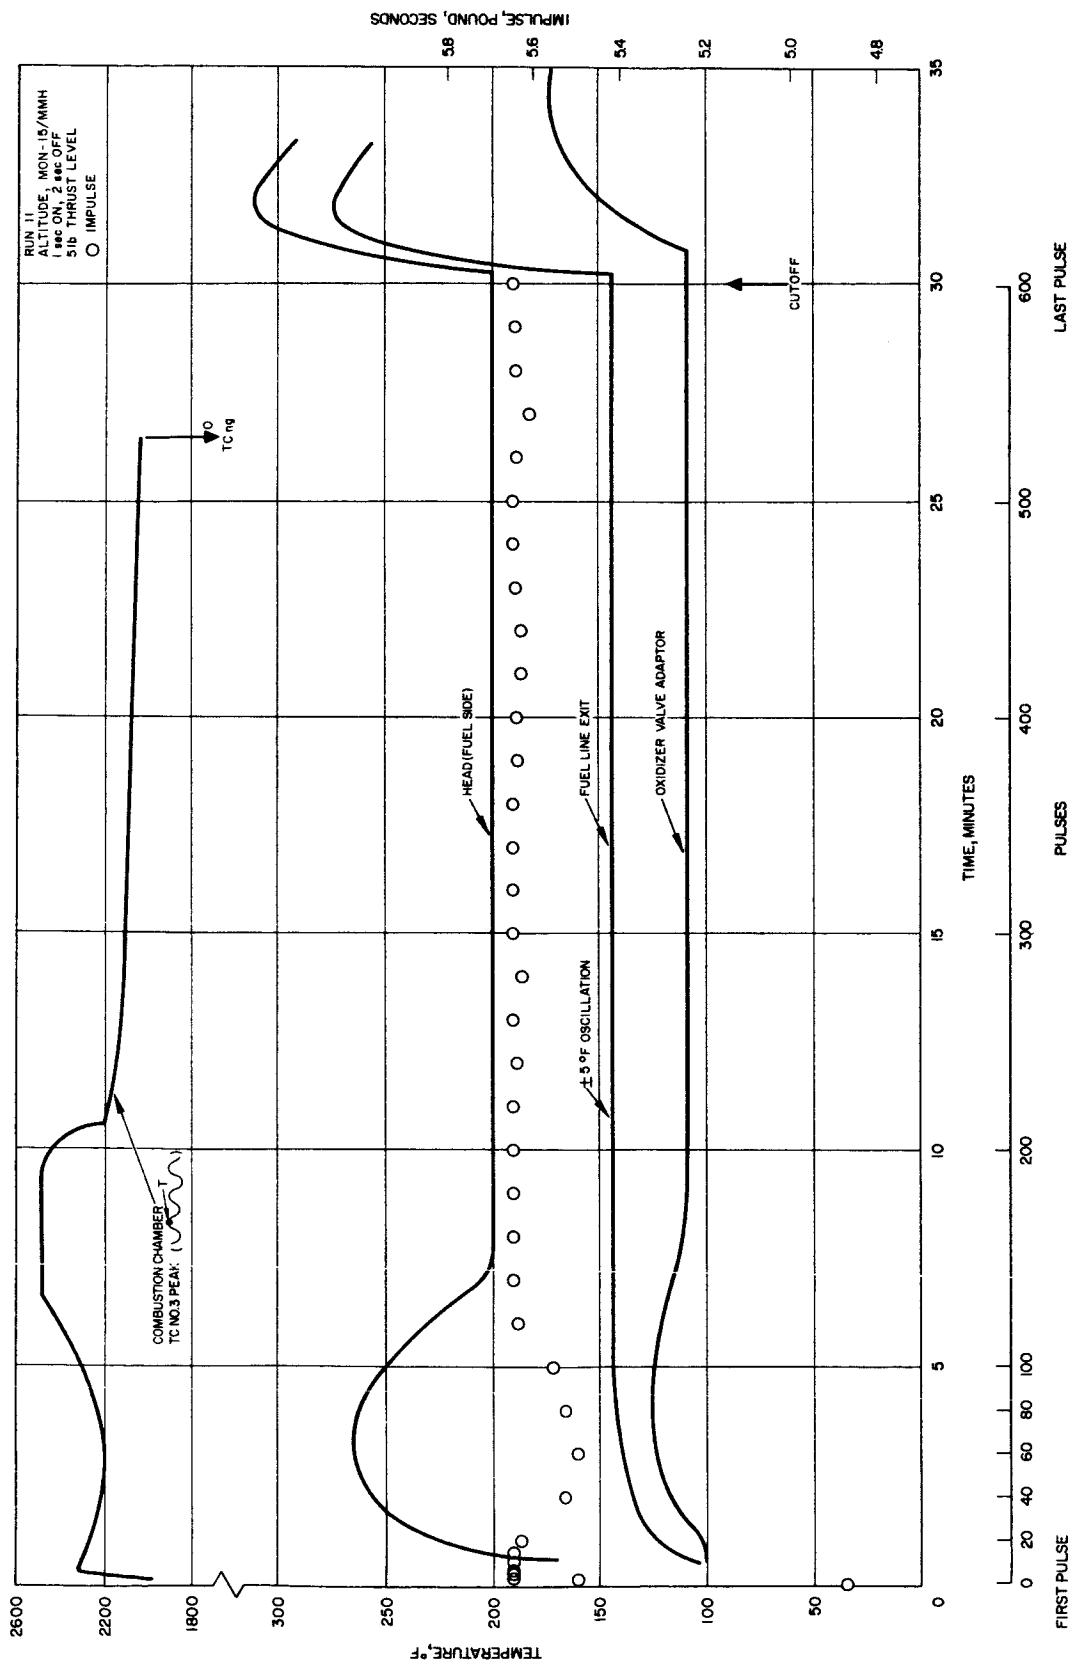 RUN 11
ALTITUDE, MON-15/MMH
1 sec ON, 2 sec OFF
5 lb THRUST LEVEL
○ IMPULSE
TEMPERATURE, °F
2600
2200
1800
300
250
200
150
100
50
0
IMPULSE, POUND, SECONDS
5.8
5.6
5.4
5.2
5.0
4.8
COMBUSTION CHAMBER
TC NO.3 PEAK ( T )
TC ng
0
HEAD (FUEL SIDE)
±5 °F OSCILLATION
FUEL LINE EXIT
OXIDIZER VALVE ADAPTOR
CUTOFF
0
5
10
15
20
25
30
35
TIME, MINUTES
0
20
40
60
80
100
200
300
400
500
600
FIRST PULSE
PULSES
LAST PULSE